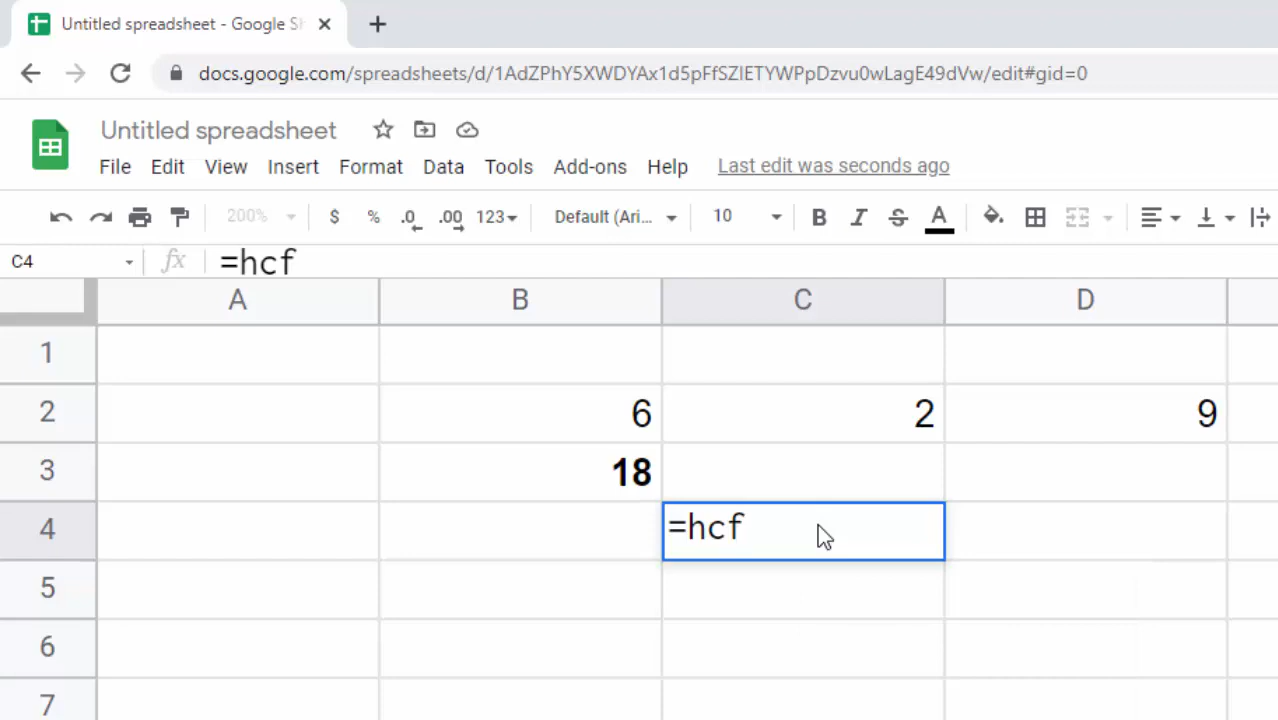 Untitled spreadsheet - Google Sh
docs.google.com/spreadsheets/d/1AdZPhY5XWDYAx1d5pFfSZlETYWPpDzvu0wLagE49dVw/edit#gid=0
Untitled spreadsheet
File Edit View Insert Format Data Tools Add-ons Help Last edit was seconds ago
200% $ % .0 .00 123 Default (Ari... 10 B I S A
C4 fx =hcf
A B C D
1
2 6 2 9
3 18
4 =hcf
5
6
7